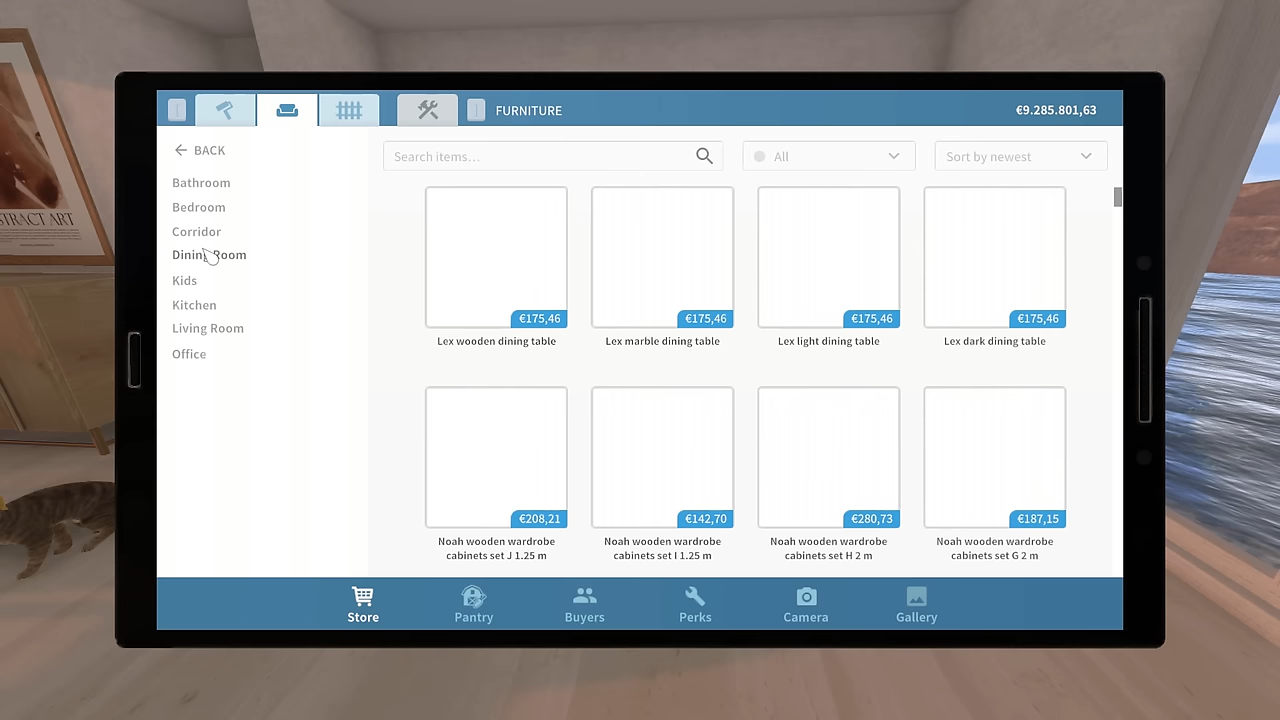 FURNITURE
€9.285.801,63
BACK
Search items...
All
Sort by newest
Bathroom
Bedroom
Corridor
Dining Room
Kids
Kitchen
Living Room
Office
€175,46
€175,46
€175,46
€175,46
Lex wooden dining table
Lex marble dining table
Lex light dining table
Lex dark dining table
€208,21
€142,70
€280,73
€187,15
Noah wooden wardrobe
cabinets set J 1.25 m
Noah wooden wardrobe
cabinets set I 1.25 m
Noah wooden wardrobe
cabinets set H 2 m
Noah wooden wardrobe
cabinets set G 2 m
Store
Pantry
Buyers
Perks
Camera
Gallery
STRACT ART